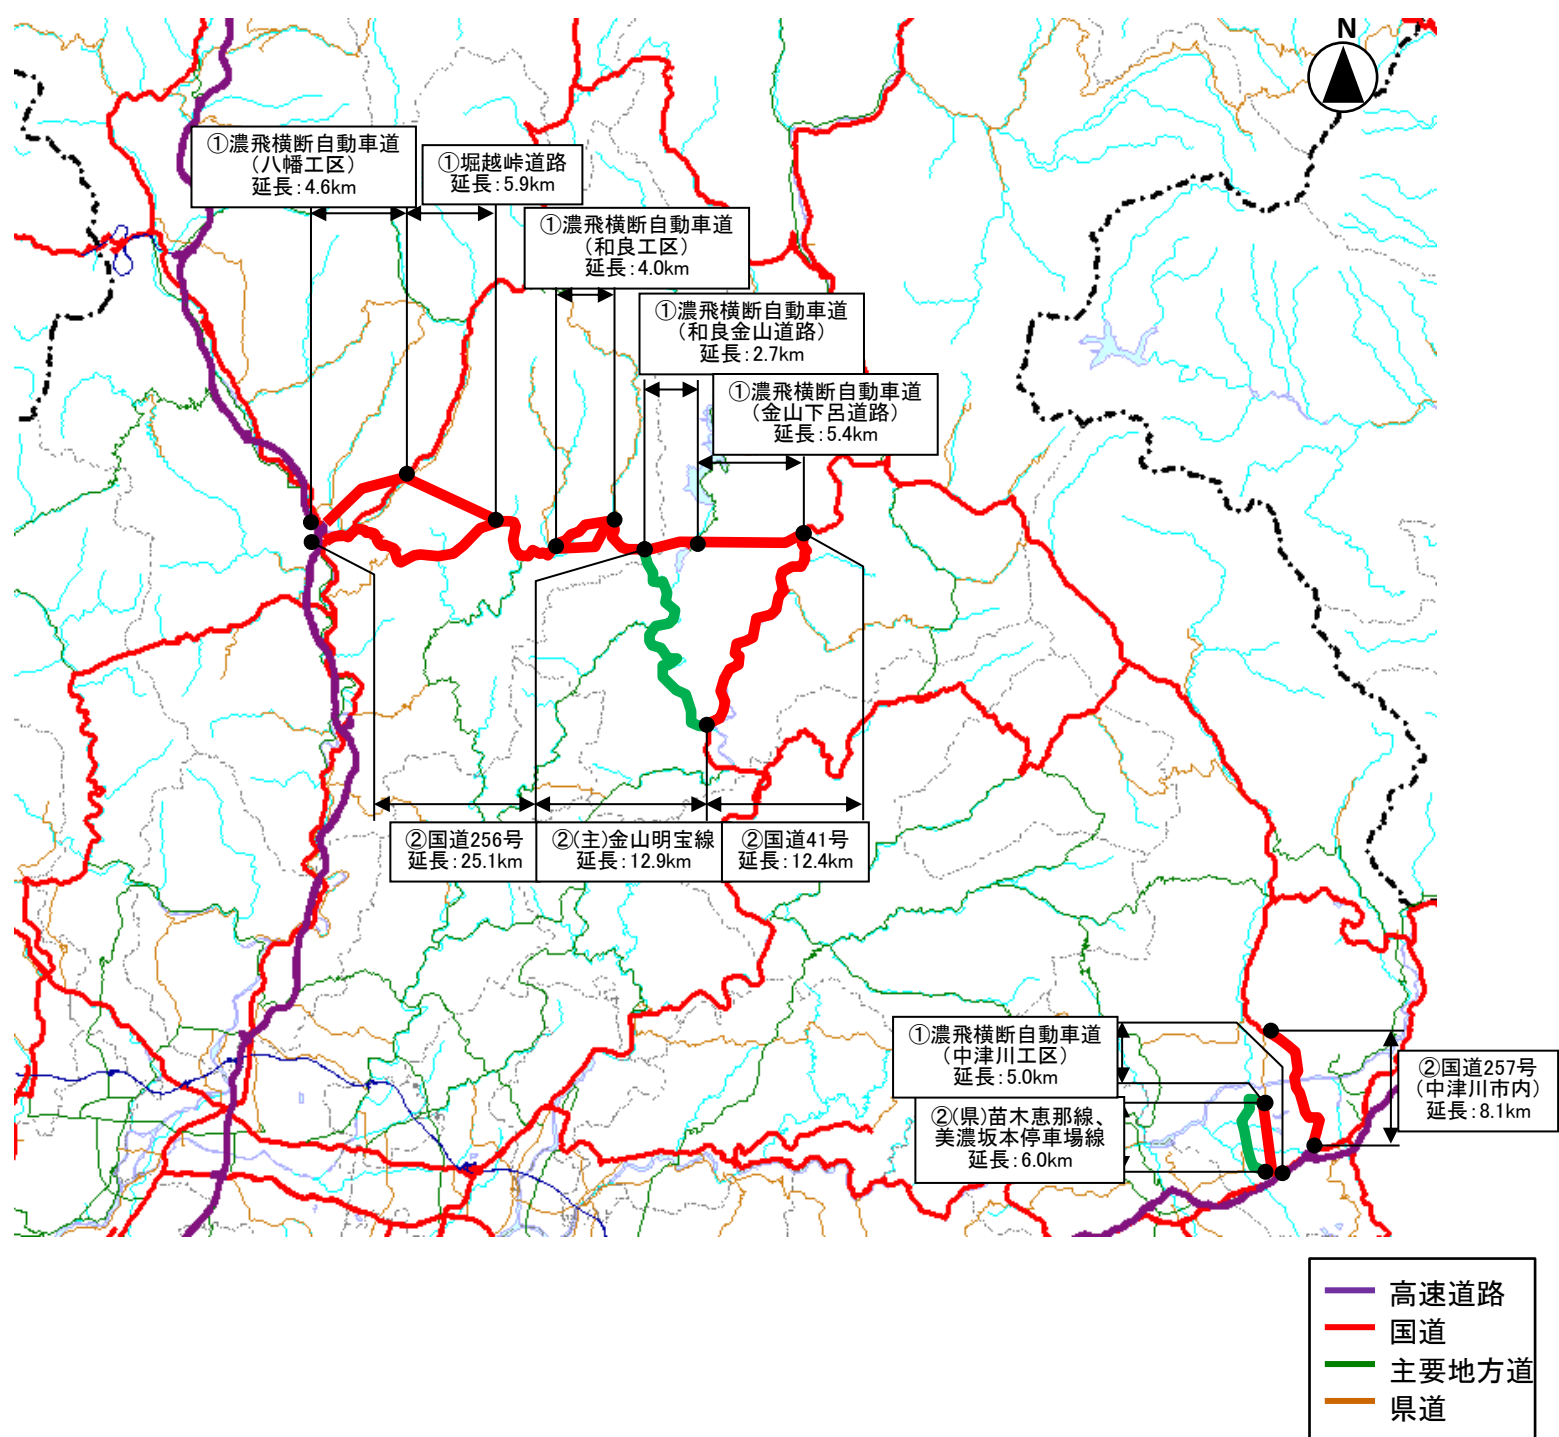 N
①濃飛横断自動車道
（八幡工区）
延長：4.6km
①堀越峠道路
延長：5.9km
①濃飛横断自動車道
（和良工区）
延長：4.0km
①濃飛横断自動車道
（和良金山道路）
延長：2.7km
①濃飛横断自動車道
（金山下呂道路）
延長：5.4km
②国道256号
延長：25.1km
②(主)金山明宝線
延長：12.9km
②国道41号
延長：12.4km
①濃飛横断自動車道
（中津川工区）
延長：5.0km
②(県)苗木恵那線、
美濃坂本停車場線
延長：6.0km
②国道257号
（中津川市内）
延長：8.1km
高速道路
国道
主要地方道
県道